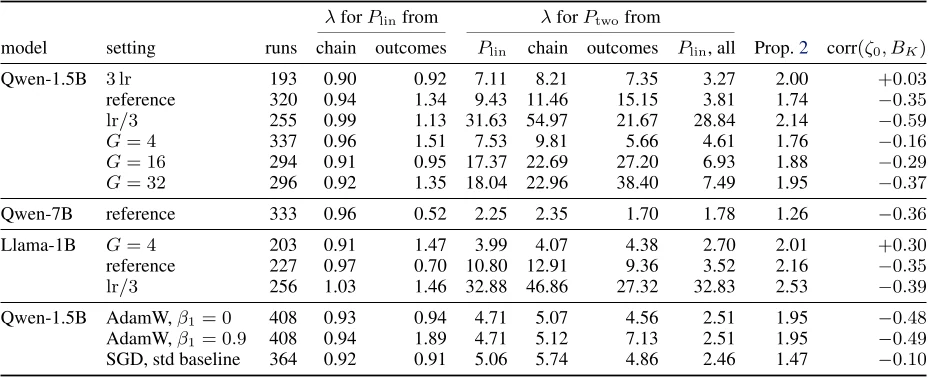 λ for P_lin from λ for P_two from
model setting runs chain outcomes P_lin chain outcomes P_lin, all Prop. 2 corr(ζ_0, B_K)
Qwen-1.5B 3 lr 193 0.90 0.92 7.11 8.21 7.35 3.27 2.00 +0.03
reference 320 0.94 1.34 9.43 11.46 15.15 3.81 1.74 −0.35
lr/3 255 0.99 1.13 31.63 54.97 21.67 28.84 2.14 −0.59
G = 4 337 0.96 1.51 7.53 9.81 5.66 4.61 1.76 −0.16
G = 16 294 0.91 0.95 17.37 22.69 27.20 6.93 1.88 −0.29
G = 32 296 0.92 1.35 18.04 22.96 38.40 7.49 1.95 −0.37
Qwen-7B reference 333 0.96 0.52 2.25 2.35 1.70 1.78 1.26 −0.36
Llama-1B G = 4 203 0.91 1.47 3.99 4.07 4.38 2.70 2.01 +0.30
reference 227 0.97 0.70 10.80 12.91 9.36 3.52 2.16 −0.35
lr/3 256 1.03 1.46 32.88 46.86 27.32 32.83 2.53 −0.39
Qwen-1.5B AdamW, β_1 = 0 408 0.93 0.94 4.71 5.07 4.56 2.51 1.95 −0.48
AdamW, β_1 = 0.9 408 0.94 1.89 4.71 5.12 7.13 2.51 1.95 −0.49
SGD, std baseline 364 0.92 0.91 5.06 5.74 4.86 2.46 1.47 −0.10